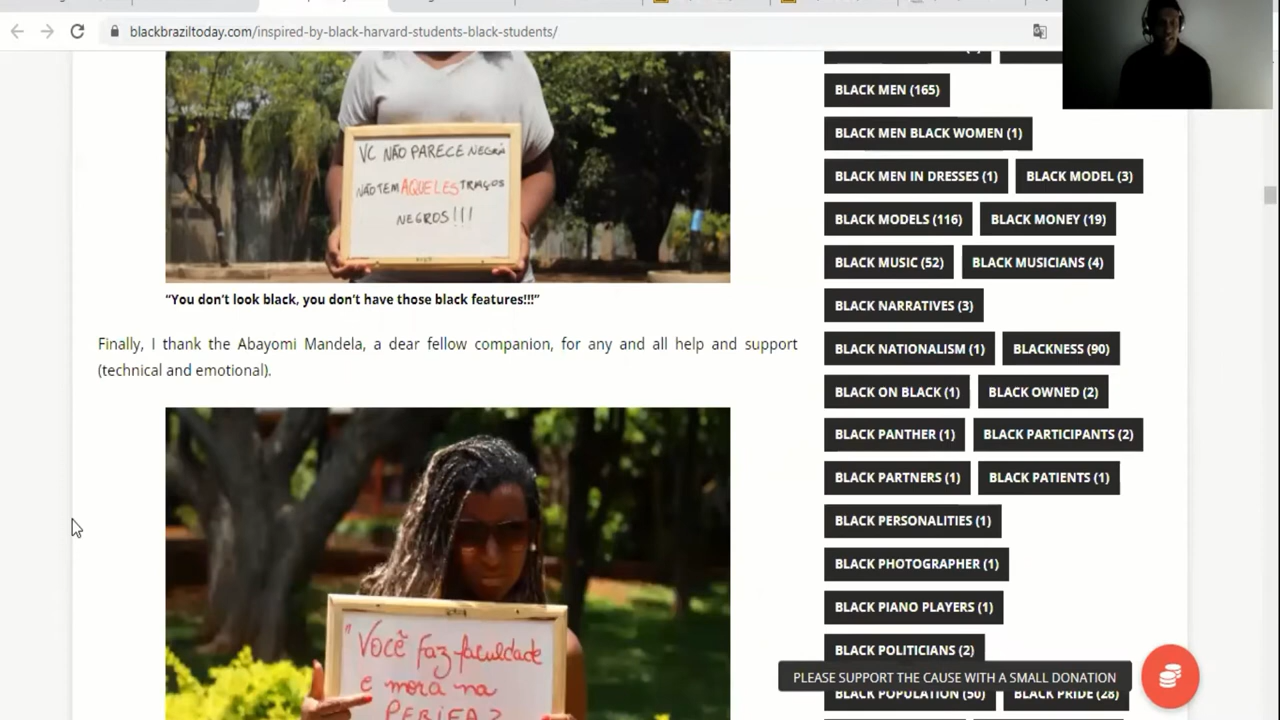 blackbraziltoday.com/inspired-by-black-harvard-students-black-students/
VC NÃO PARECE NEGRA
NÃO TEM AQUELES TRAÇOS
NEGROS!!!
“You don’t look black, you don’t have those black features!!!”
Finally, I thank the Abayomi Mandela, a dear fellow companion, for any and all help and support
(technical and emotional).
"Você faz faculdade
e mora na
PERIFA?
BLACK MEN (165)
BLACK MEN BLACK WOMEN (1)
BLACK MEN IN DRESSES (1) BLACK MODEL (3)
BLACK MODELS (116) BLACK MONEY (19)
BLACK MUSIC (52) BLACK MUSICIANS (4)
BLACK NARRATIVES (3)
BLACK NATIONALISM (1) BLACKNESS (90)
BLACK ON BLACK (1) BLACK OWNED (2)
BLACK PANTHER (1) BLACK PARTICIPANTS (2)
BLACK PARTNERS (1) BLACK PATIENTS (1)
BLACK PERSONALITIES (1)
BLACK PHOTOGRAPHER (1)
BLACK PIANO PLAYERS (1)
BLACK POLITICIANS (2)
PLEASE SUPPORT THE CAUSE WITH A SMALL DONATION
BLACK POPULATION (50) BLACK PRIDE (28)